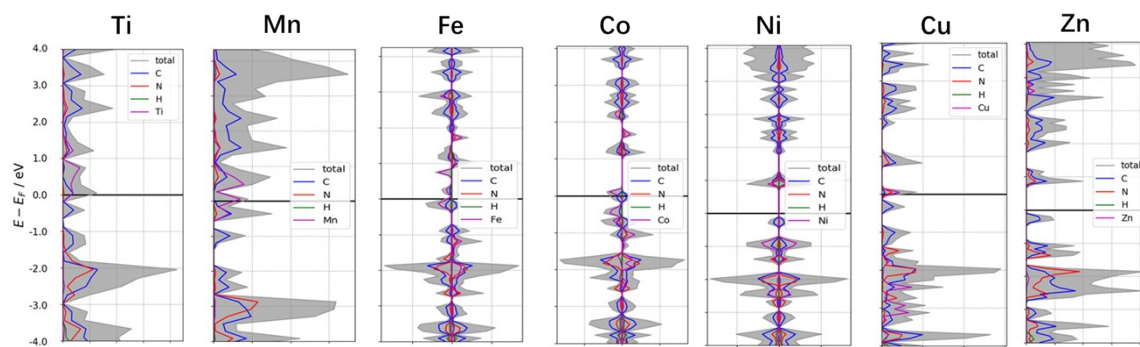 Ti Mn Fe Co Ni Cu Zn
4.0
3.0
2.0
1.0
0.0
-1.0
-2.0
-3.0
-4.0
E − E_F / eV
total
C
N
H
Ti
total
C
N
H
Mn
total
C
N
H
Fe
total
C
N
H
Co
total
C
N
H
Ni
total
C
N
H
Cu
total
C
N
H
Zn